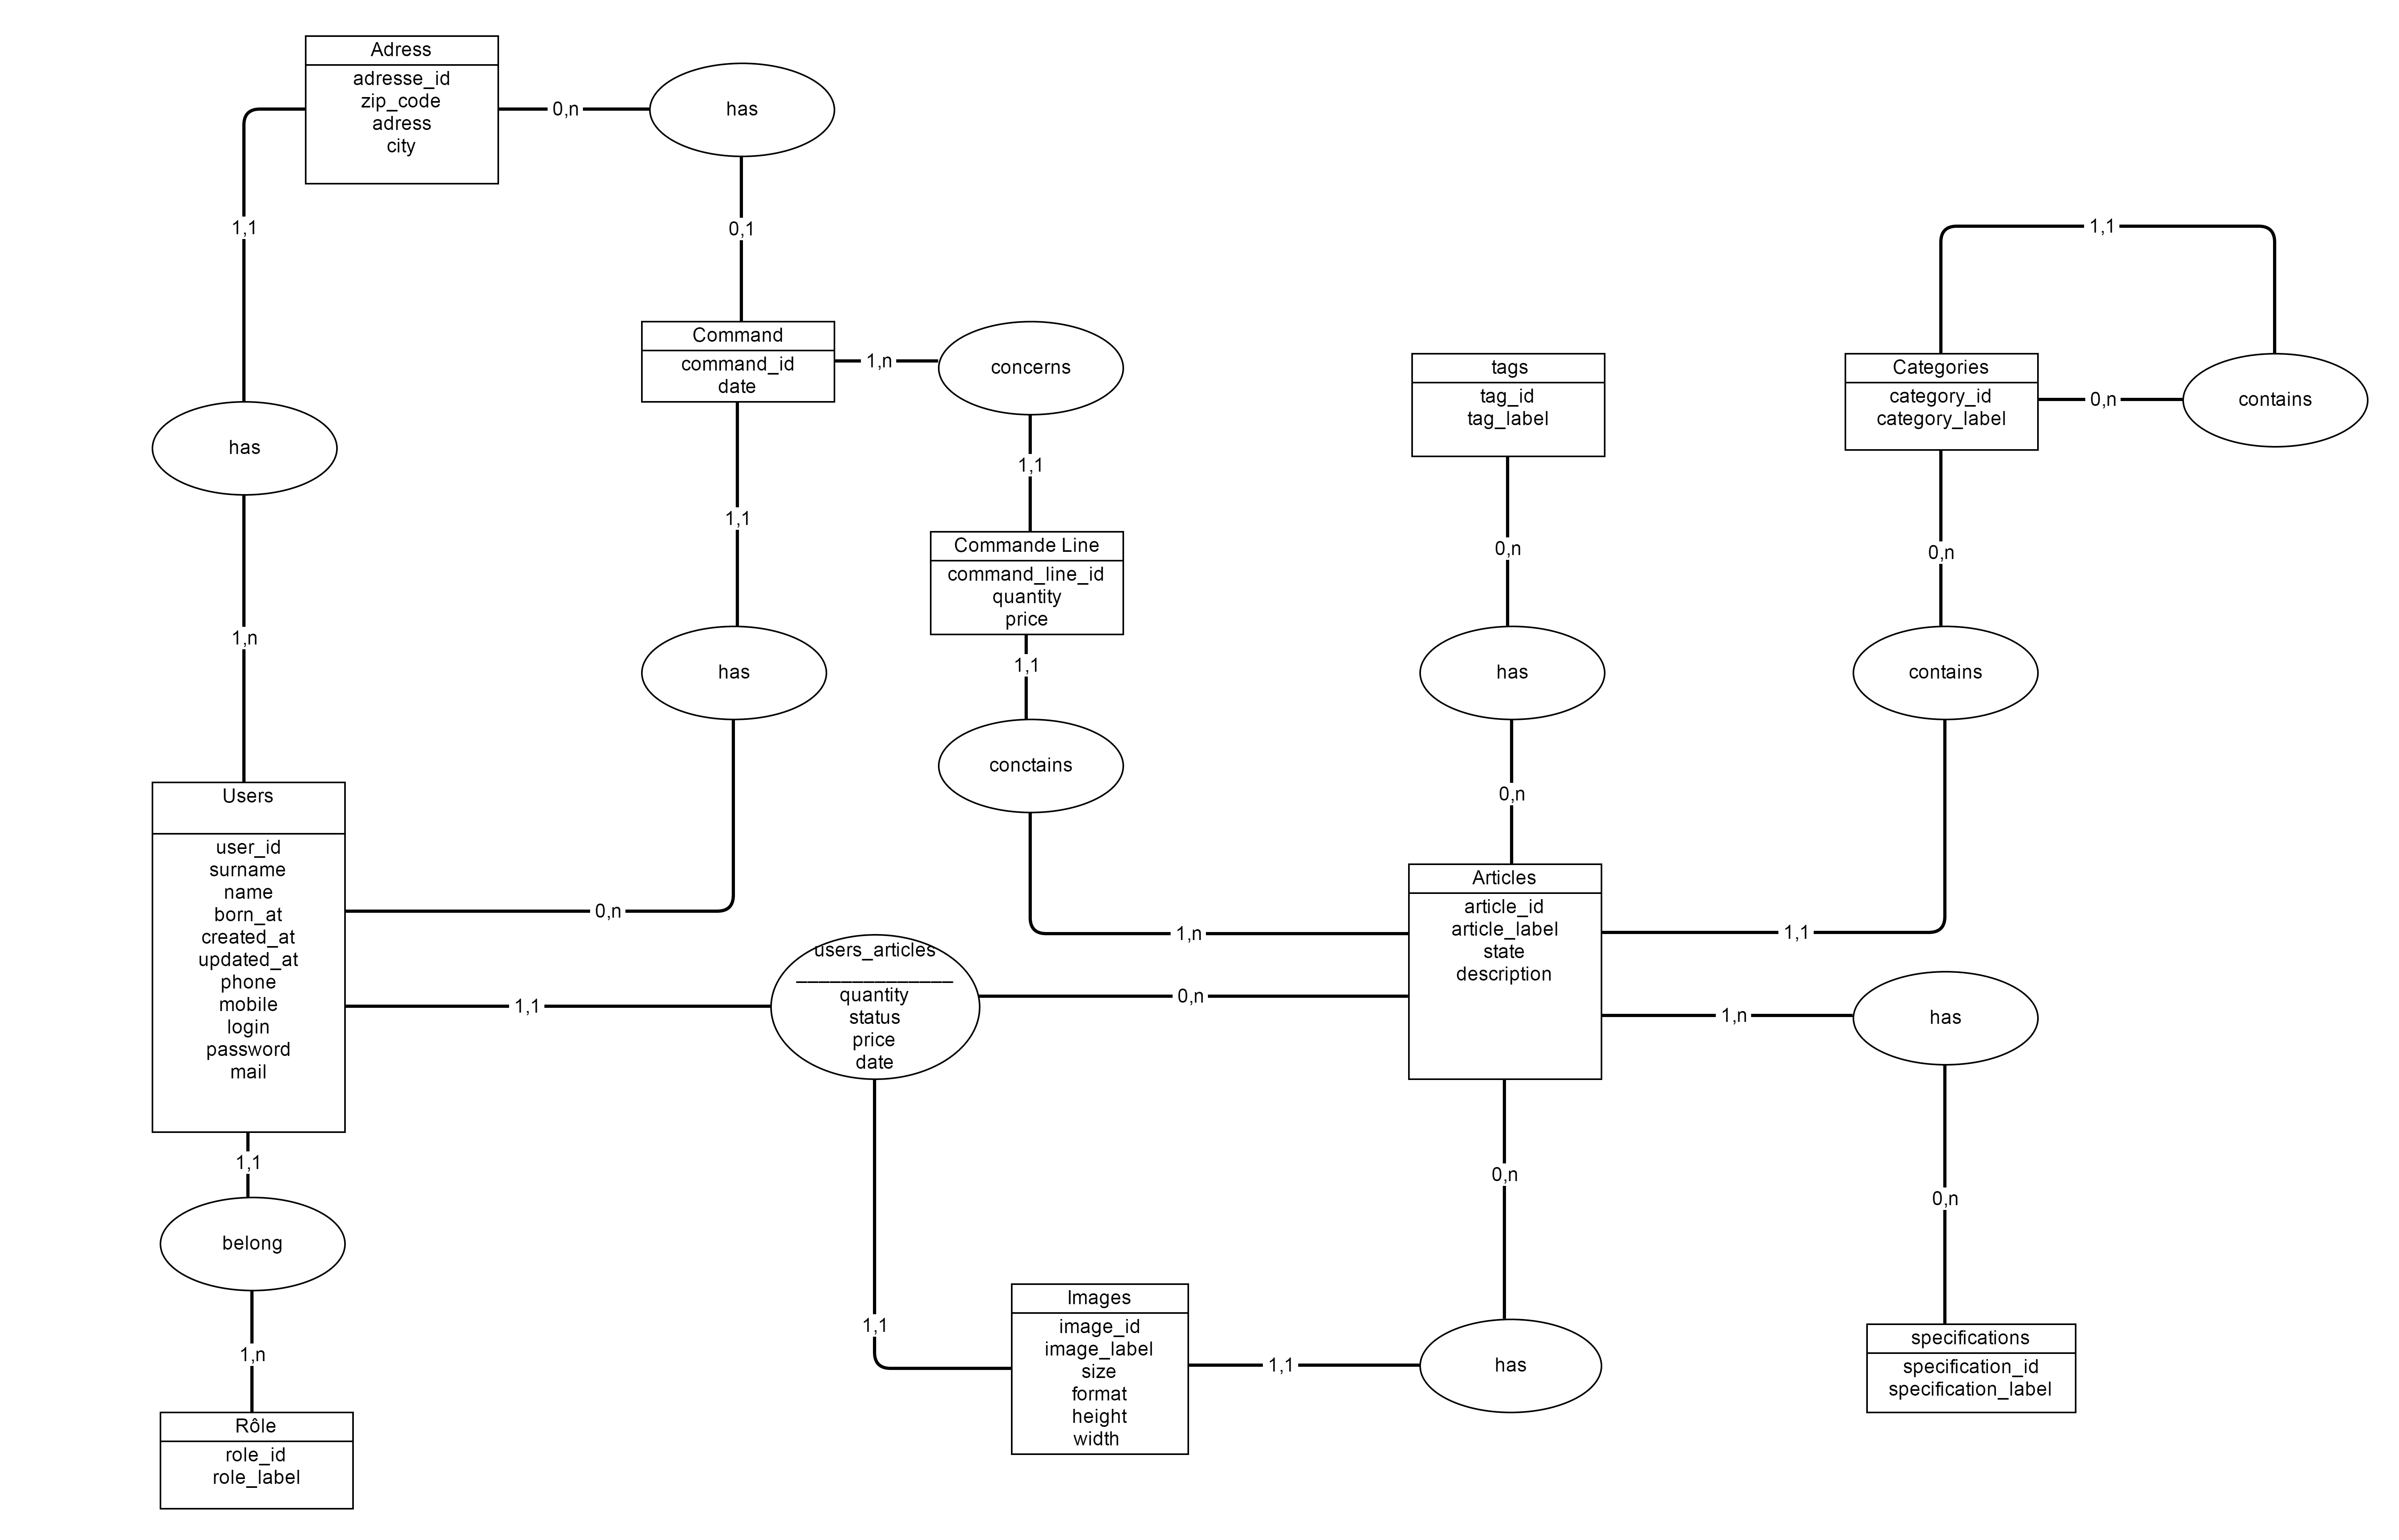 Adress
adresse_id
zip_code
adress
city
0,n
has
1,1
0,1
1,1
Command
command_id
date
1,n
concerns
tags
tag_id
tag_label
Categories
category_id
category_label
0,n
contains
has
1,1
1,1
Commande Line
command_line_id
quantity
price
0,n
0,n
1,n
has
1,1
has
contains
conctains
Users
user_id
surname
name
born_at
created_at
updated_at
phone
mobile
login
password
mail
0,n
0,n
Articles
article_id
article_label
state
description
1,n
1,1
users_articles
______________
quantity
status
price
date
1,1
0,n
1,n
has
1,1
belong
0,n
0,n
1,1
Images
image_id
image_label
size
format
height
width
1,1
has
specifications
specification_id
specification_label
1,n
Rôle
role_id
role_label